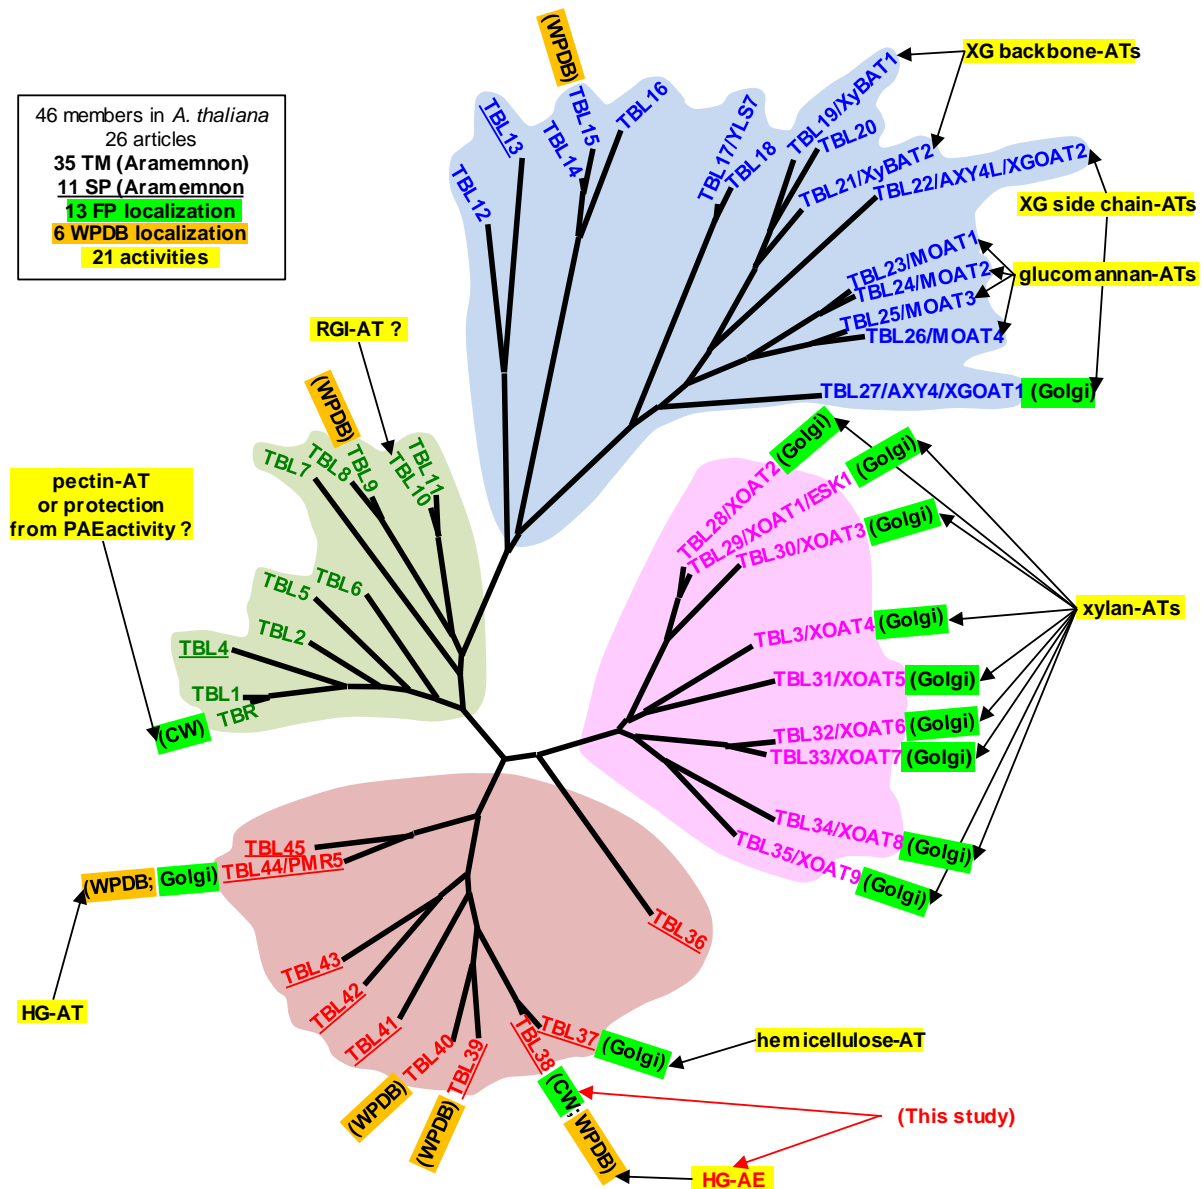 46 members in A. thaliana
26 articles
35 TM (Aramemnon)
11 SP (Aramemnon
13 FP localization
6 WPDB localization
21 activities
XG backbone-ATs
XG side chain-ATs
glucomannan-ATs
TBL12
TBL13
TBL14
TBL15
(WPDB)
TBL16
TBL17/YLS7
TBL18
TBL19/XyBAT1
TBL20
TBL21/XyBAT2
TBL22/AXY4L/XGOAT2
TBL23/MOAT1
TBL24/MOAT2
TBL25/MOAT3
TBL26/MOAT4
TBL27/AXY4/XGOAT1 (Golgi)
RGI-AT ?
(WPDB)
TBL7
TBL8
TBL9
TBL10
TBL11
pectin-AT
or protection
from PAEactivity ?
TBL5
TBL6
TBL2
TBL4
TBL1
TBR
(CW)
TBL28/XOAT2 (Golgi)
TBL29/XOAT1/ESK1 (Golgi)
TBL30/XOAT3 (Golgi)
TBL3/XOAT4 (Golgi)
TBL31/XOAT5 (Golgi)
TBL32/XOAT6 (Golgi)
TBL33/XOAT7 (Golgi)
TBL34/XOAT8 (Golgi)
TBL35/XOAT9 (Golgi)
xylan-ATs
TBL45
(WPDB; Golgi) TBL44/PMR5
HG-AT
TBL43
TBL42
TBL41
TBL40
(WPDB)
TBL39
(WPDB)
TBL38
(CW; WPDB)
TBL37 (Golgi)
TBL36
hemicellulose-AT
(This study)
HG-AE